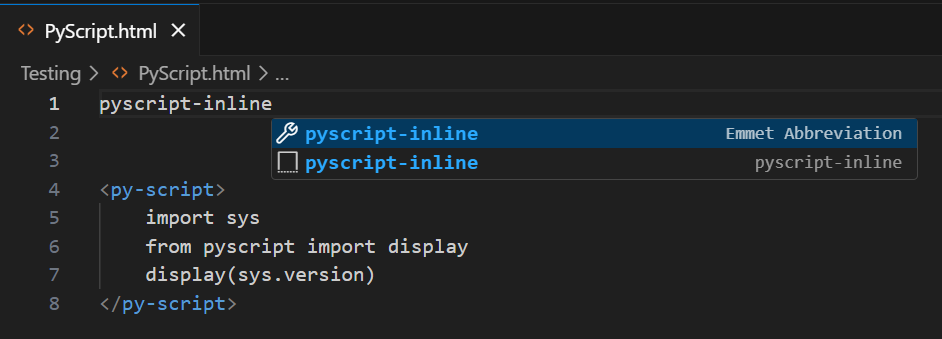 <> PyScript.html ×
Testing > <> PyScript.html > ...
1 pyscript-inline
pyscript-inline Emmet Abbreviation
2
pyscript-inline pyscript-inline
3
4 <py-script>
5 import sys
6 from pyscript import display
7 display(sys.version)
8 </py-script>